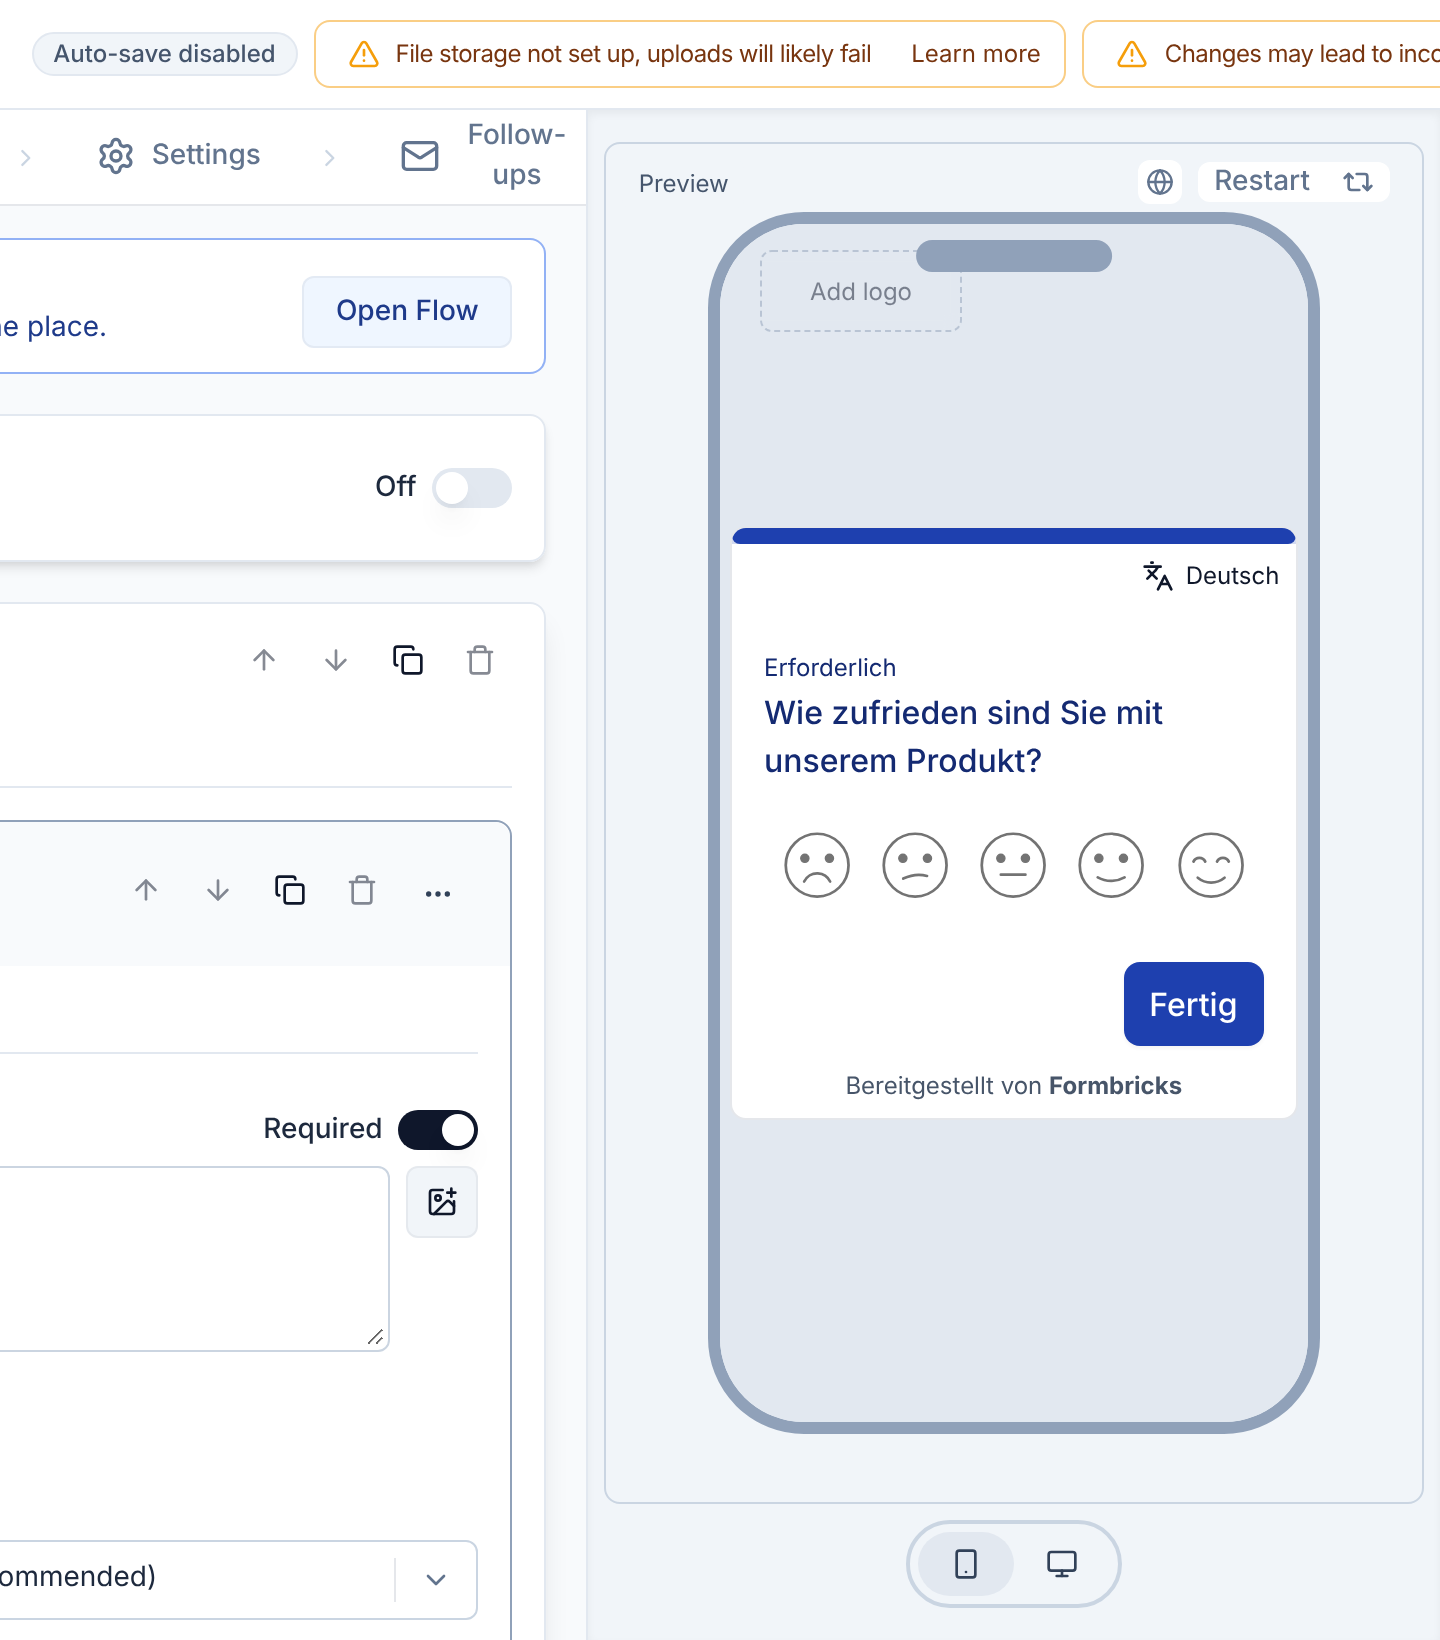 Auto-save disabled
File storage not set up, uploads will likely fail Learn more
Changes may lead to inco
Settings
Follow-
ups
Open Flow
e place.
Off
Required
ommended)
Preview
Restart
Add logo
Deutsch
Erforderlich
Wie zufrieden sind Sie mit
unserem Produkt?
Fertig
Bereitgestellt von Formbricks